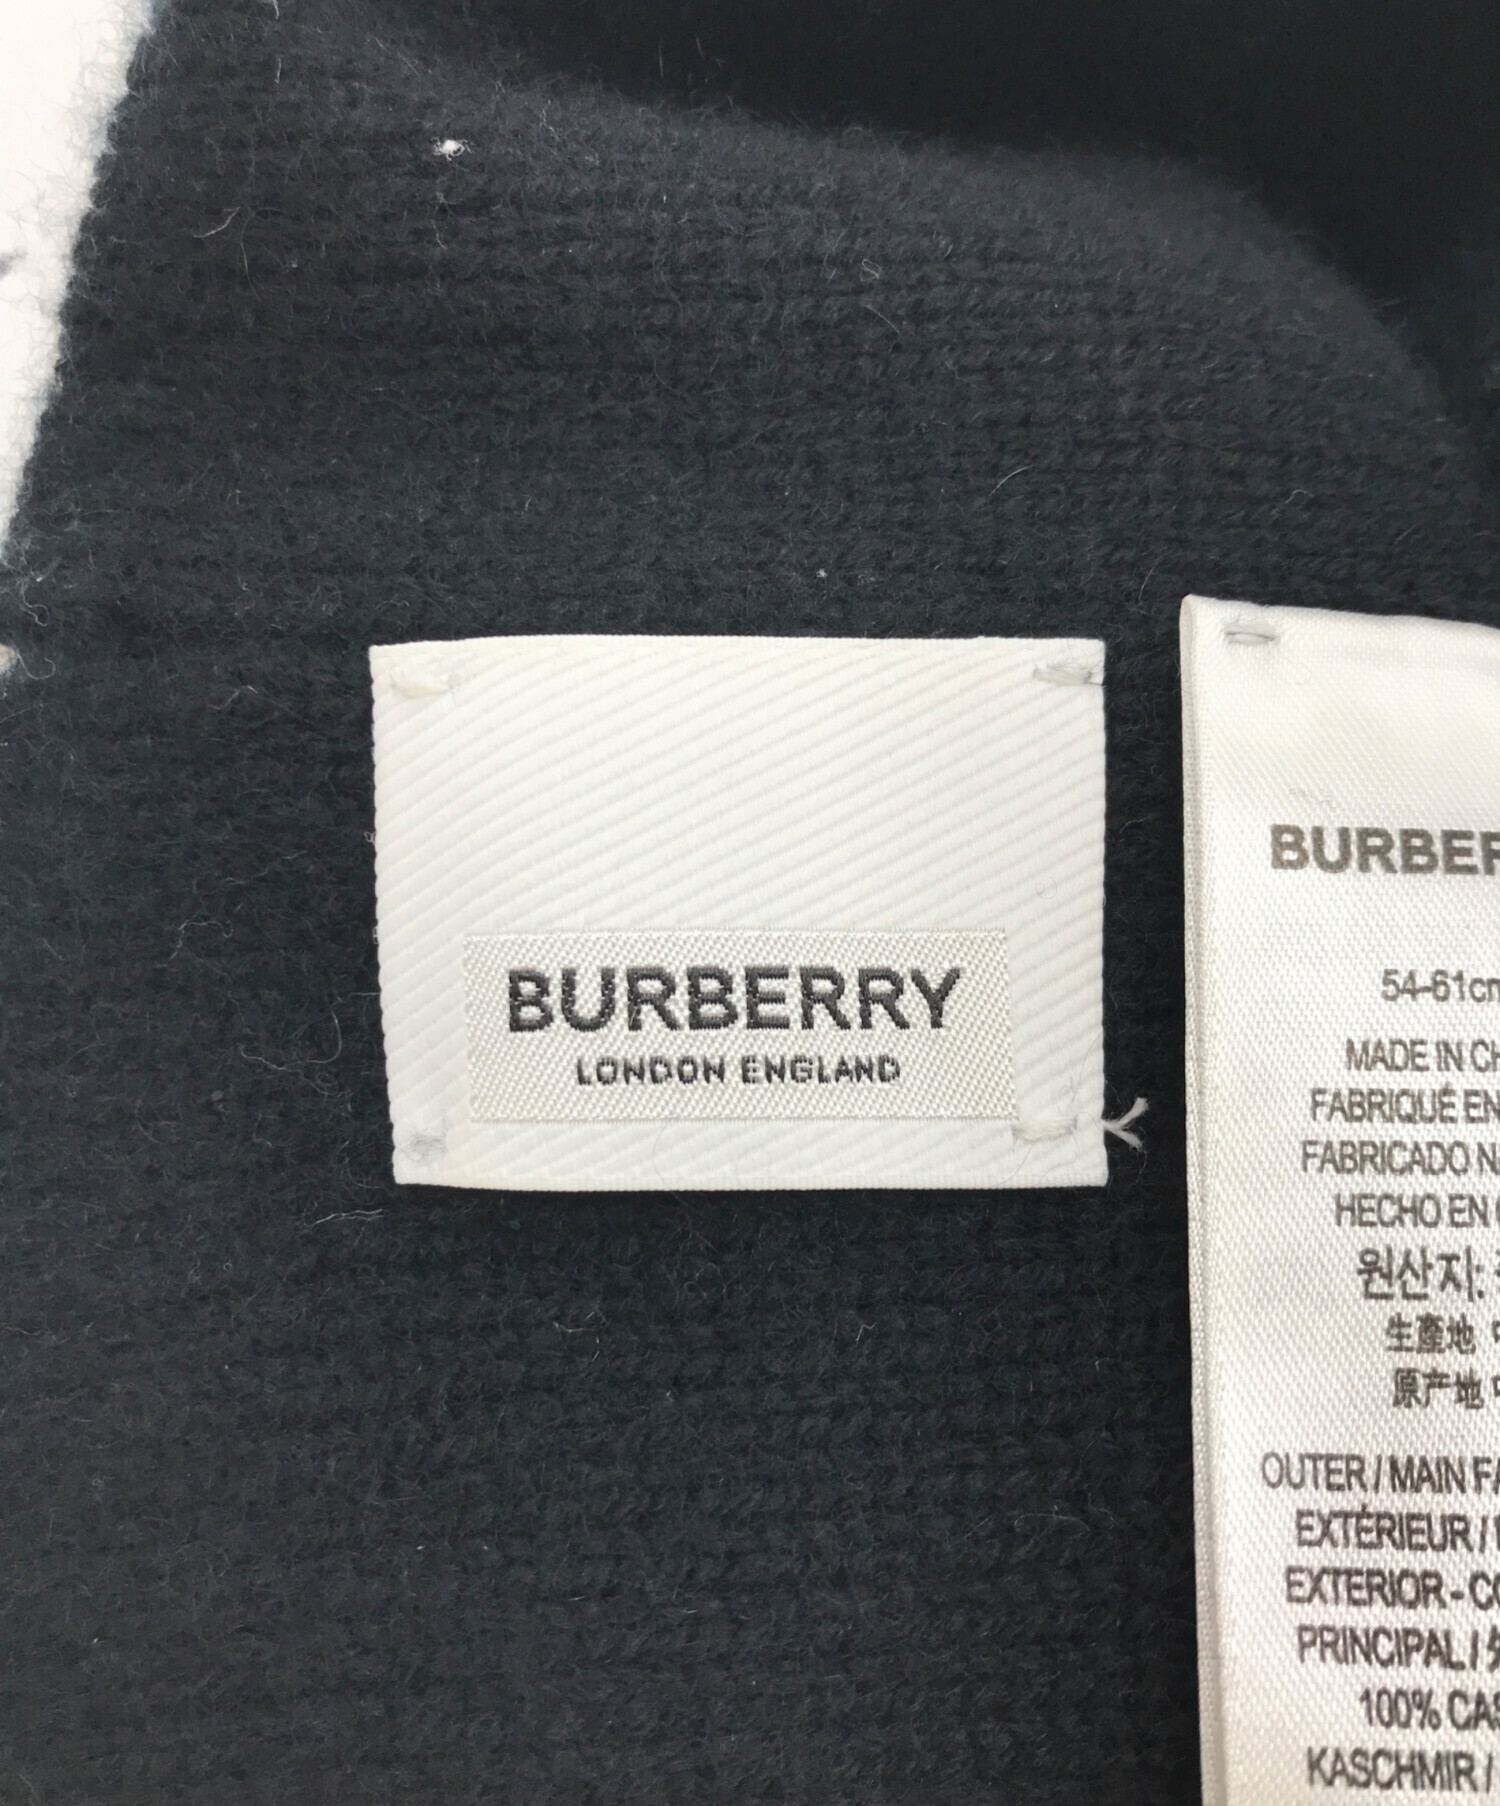 BURBERRY
LONDON ENGLAND
BURBER
54-61cm
MADE IN CH
FABRIQUÉ EN
FABRICADO N
HECHO EN
원산지:
生產地
原产地
OUTER / MAIN FA
EXTÉRIEUR /
EXTERIOR - CO
PRINCIPAL /
100% CAS
KASCHMIR /